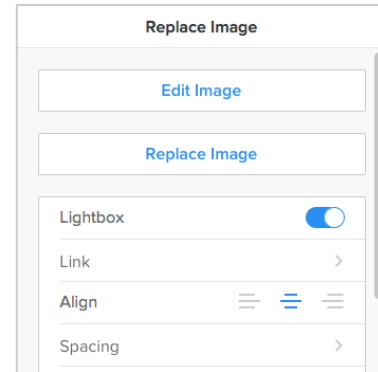 Replace Image
Edit Image
Replace Image
Lightbox
Link
Align
Spacing